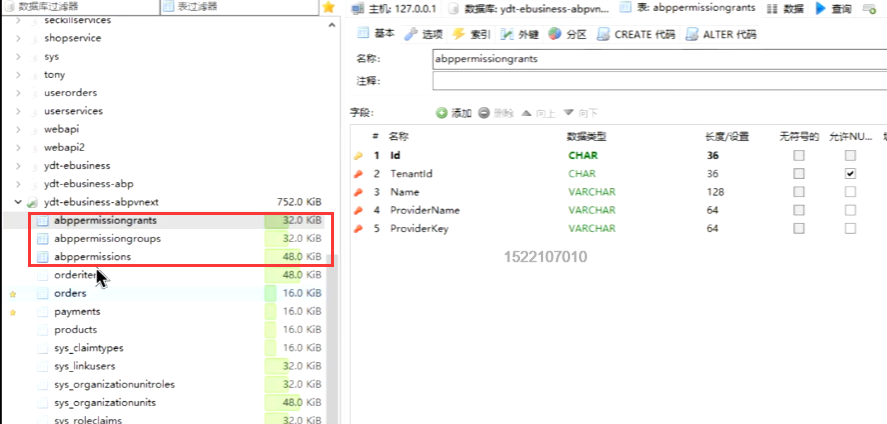 数据库过滤器 表过滤器
主机: 127.0.0.1 数据库: ydt-ebusiness-abpvn... 表: abppermissiongrants 数据 查询
seckillservices
shopservice
sys
tony
userorders
userservices
webapi
webapi2
ydt-ebusiness
ydt-ebusiness-abp
ydt-ebusiness-abpvnext 752.0 KiB
abppermissiongrants 32.0 KiB
abppermissiongroups 32.0 KiB
abppermissions 48.0 KiB
orderiter 48.0 KiB
orders 16.0 KiB
payments 16.0 KiB
products 16.0 KiB
sys_claimtypes 16.0 KiB
sys_linkusers 32.0 KiB
sys_organizationunitroles 32.0 KiB
sys_organizationunits 48.0 KiB
sys_roleclaims 32.0 KiB
基本 选项 索引 外键 分区 CREATE 代码 ALTER 代码
名称: abppermissiongrants
注释:
字段: 添加 删除 向上 向下
# 名称 数据类型 长度/设置 无符号的 允许NU...
1 Id CHAR 36
2 TenantId CHAR 36
3 Name VARCHAR 128
4 ProviderName VARCHAR 64
5 ProviderKey VARCHAR 64
1522107010